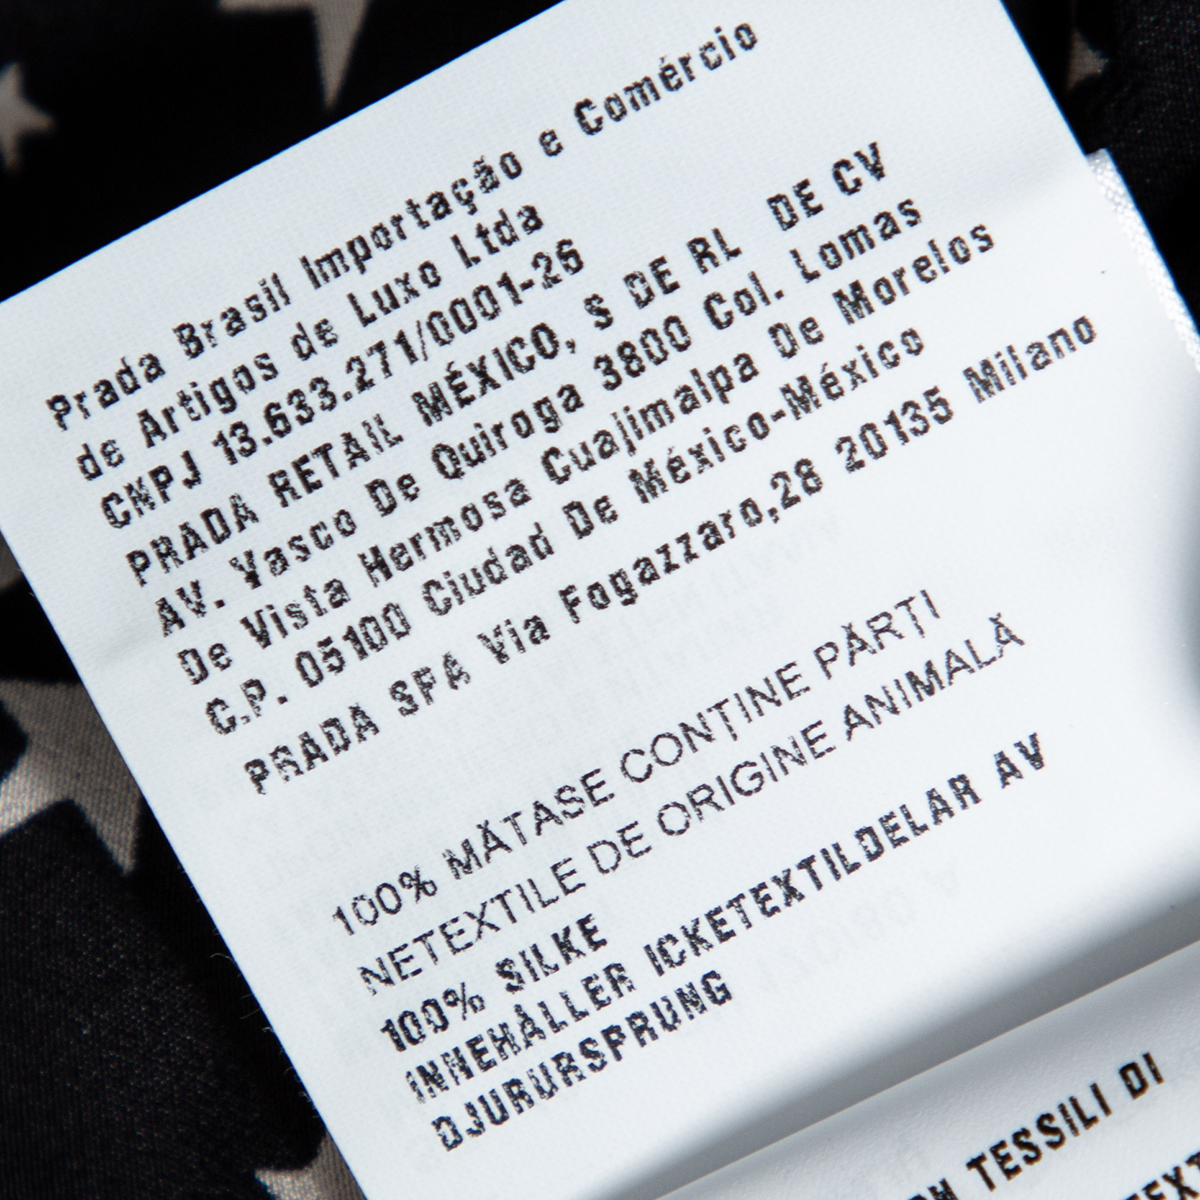 Prada Brasil Importação e Comércio
de Artigos de Luxo Ltda
CNPJ 13.633.271/0001-26
PRADA RETAIL MÉXICO, S DE RL DE CV
AV. Vasco De Quiroga 3800 Col. Lomas
De Vista Hermosa Cuajimalpa De Morelos
C.P. 05100 Ciudad De México-México
PRADA SPA Via Fogazzaro,28 20135 Milano
100% MĂTASE CONȚINE PĂRȚI
NETEXTILE DE ORIGINE ANIMALĂ
100% SILKE
INNEHÅLLER ICKETEXTILDELAR AV
DJURURSPRUNG
TESSILI DI